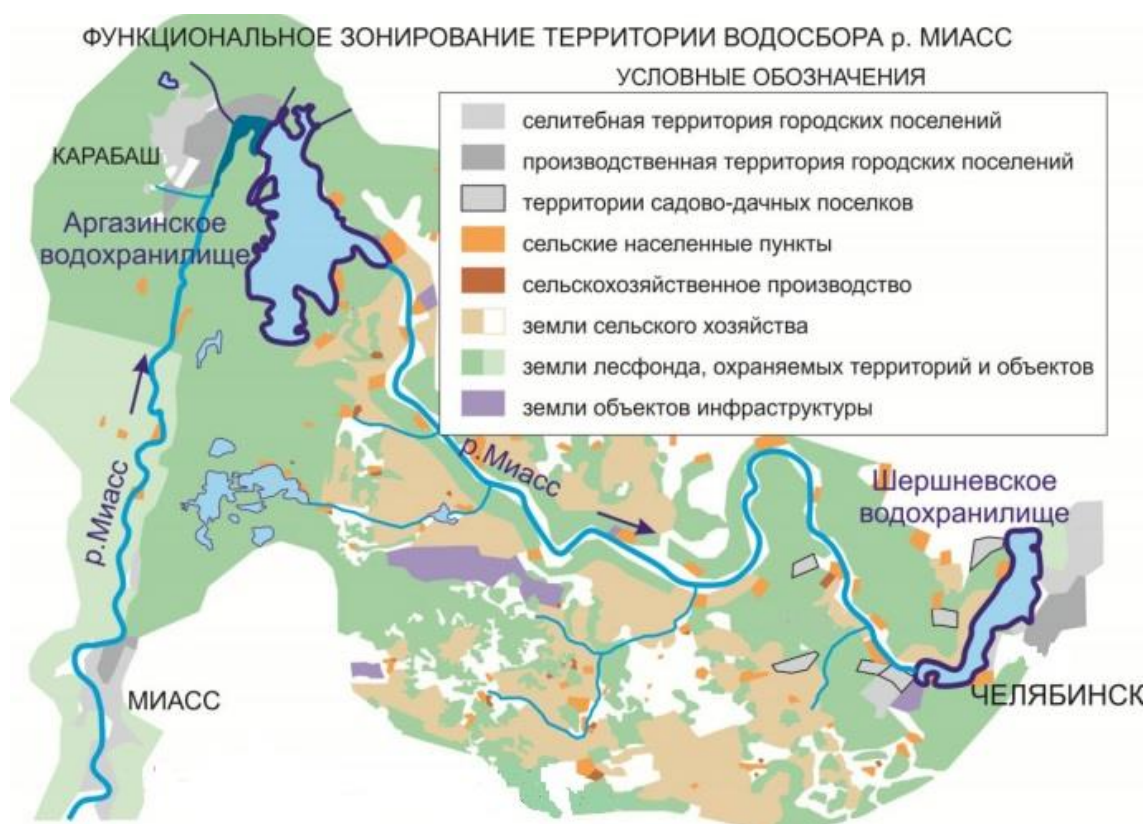 ФУНКЦИОНАЛЬНОЕ ЗОНИРОВАНИЕ ТЕРРИТОРИИ ВОДОСБОРА р. МИАСС
УСЛОВНЫЕ ОБОЗНАЧЕНИЯ
селитебная территория городских поселений
производственная территория городских поселений
территории садово-дачных поселков
сельские населенные пункты
сельскохозяйственное производство
земли сельского хозяйства
земли лесфонда, охраняемых территорий и объектов
земли объектов инфраструктуры
КАРАБАШ
Аргазинское
водохранилище
р.Миасс
р.Миасс
Шершневское
водохранилище
МИАСС
ЧЕЛЯБИНСК